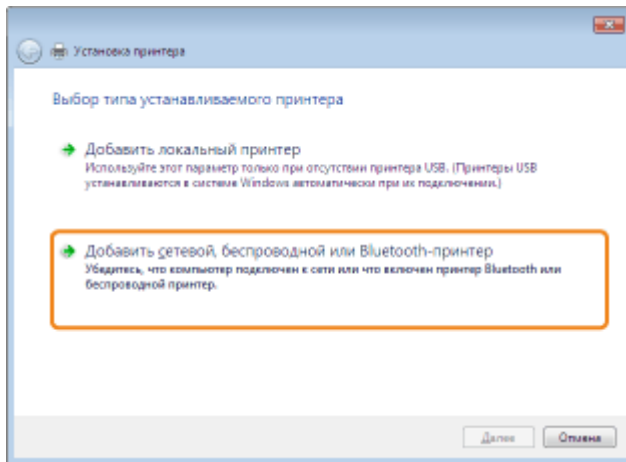 Установка принтера
Выбор типа устанавливаемого принтера
Добавить локальный принтер
Используйте этот параметр только при отсутствии принтера USB. (Принтеры USB
устанавливаются в системе Windows автоматически при их подключении.)
Добавить сетевой, беспроводной или Bluetooth-принтер
Убедитесь, что компьютер подключен к сети или что включен принтер Bluetooth или
беспроводной принтер.
Далее Отмена